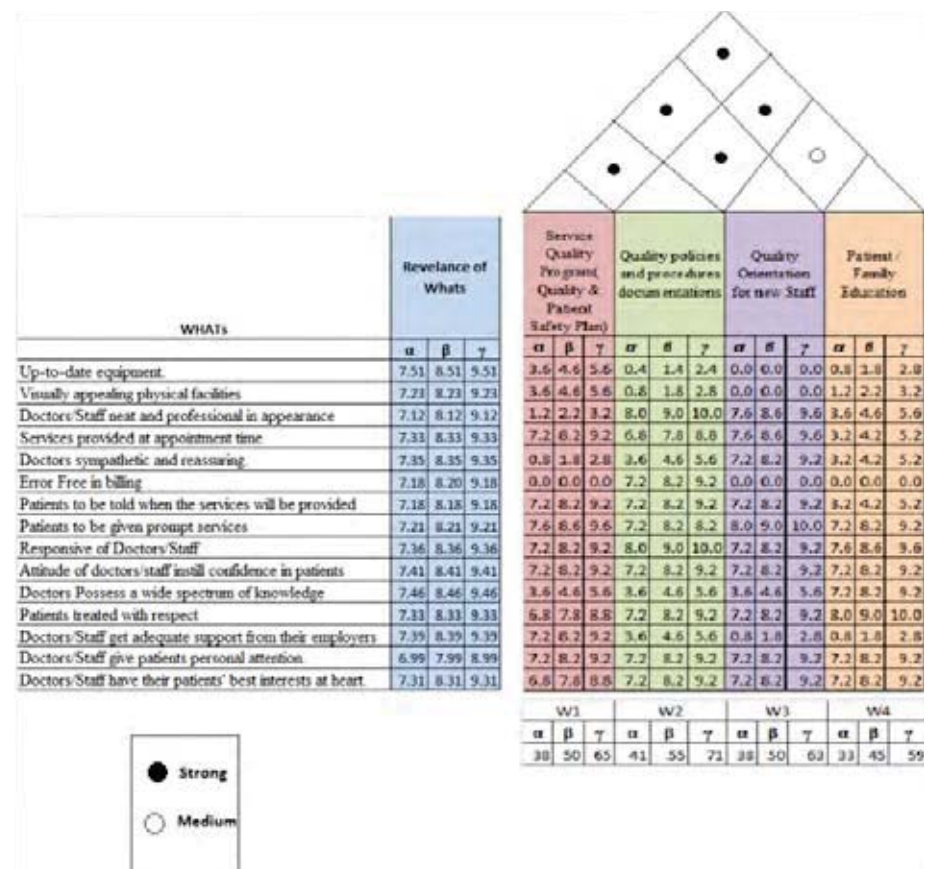 Revelance of
Whats
Service
Quality
Program(
Quality &
Patient
Safety Plan)
Quality policies
and procedures
documentations
Quality
Orientation
for new Staff
Patient /
Family
Education
WHATs
α β γ α β γ α β γ α β γ α β γ
Up-to-date equipment. 7.51 8.51 9.51 3.6 4.6 5.6 0.4 1.4 2.4 0.0 0.0 0.0 0.8 1.8 2.8
Visually appealing physical facilities 7.23 8.23 9.23 3.6 4.6 5.6 0.8 1.8 2.8 0.0 0.0 0.0 1.2 2.2 3.2
Doctors/Staff neat and professional in appearance 7.12 8.12 9.12 1.2 2.2 3.2 8.0 9.0 10.0 7.6 8.6 9.6 3.6 4.6 5.6
Services provided at appointment time 7.33 8.33 9.33 7.2 8.2 9.2 6.8 7.8 8.8 7.6 8.6 9.6 3.2 4.2 5.2
Doctors sympathetic and reassuring. 7.35 8.35 9.35 0.8 1.8 2.8 3.6 4.6 5.6 7.2 8.2 9.2 3.2 4.2 5.2
Error Free in billing 7.18 8.20 9.18 0.0 0.0 0.0 7.2 8.2 9.2 0.0 0.0 0.0 0.0 0.0 0.0
Patients to be told when the services will be provided 7.18 8.18 9.18 7.2 8.2 9.2 7.2 8.2 9.2 7.2 8.2 9.2 3.2 4.2 5.2
Patients to be given prompt services 7.21 8.21 9.21 7.6 8.6 9.6 7.2 8.2 8.2 8.0 9.0 10.0 7.2 8.2 9.2
Responsive of Doctors/Staff 7.36 8.36 9.36 7.2 8.2 9.2 8.0 9.0 10.0 7.2 8.2 9.2 7.6 8.6 9.6
Attitude of doctors/staff instill confidence in patients 7.41 8.41 9.41 7.2 8.2 9.2 7.2 8.2 9.2 7.2 8.2 9.2 7.2 8.2 9.2
Doctors Possess a wide spectrum of knowledge 7.46 8.46 9.46 3.6 4.6 5.6 3.6 4.6 5.6 3.6 4.6 5.6 7.2 8.2 9.2
Patients treated with respect 7.33 8.33 9.33 6.8 7.8 8.8 7.2 8.2 9.2 7.2 8.2 9.2 8.0 9.0 10.0
Doctors/Staff get adequate support from their employers 7.39 8.39 9.39 7.2 8.2 9.2 3.6 4.6 5.6 0.8 1.8 2.8 0.8 1.8 2.8
Doctors/Staff give patients personal attention 6.99 7.99 8.99 7.2 8.2 9.2 7.2 8.2 9.2 7.2 8.2 9.2 7.2 8.2 9.2
Doctors/Staff have their patients' best interests at heart. 7.31 8.31 9.31 6.8 7.8 8.8 7.2 8.2 9.2 7.2 8.2 9.2 7.2 8.2 9.2
W1 W2 W3 W4
α β γ α β γ α β γ α β γ
38 50 65 41 55 71 38 50 63 33 45 59
Strong
Medium